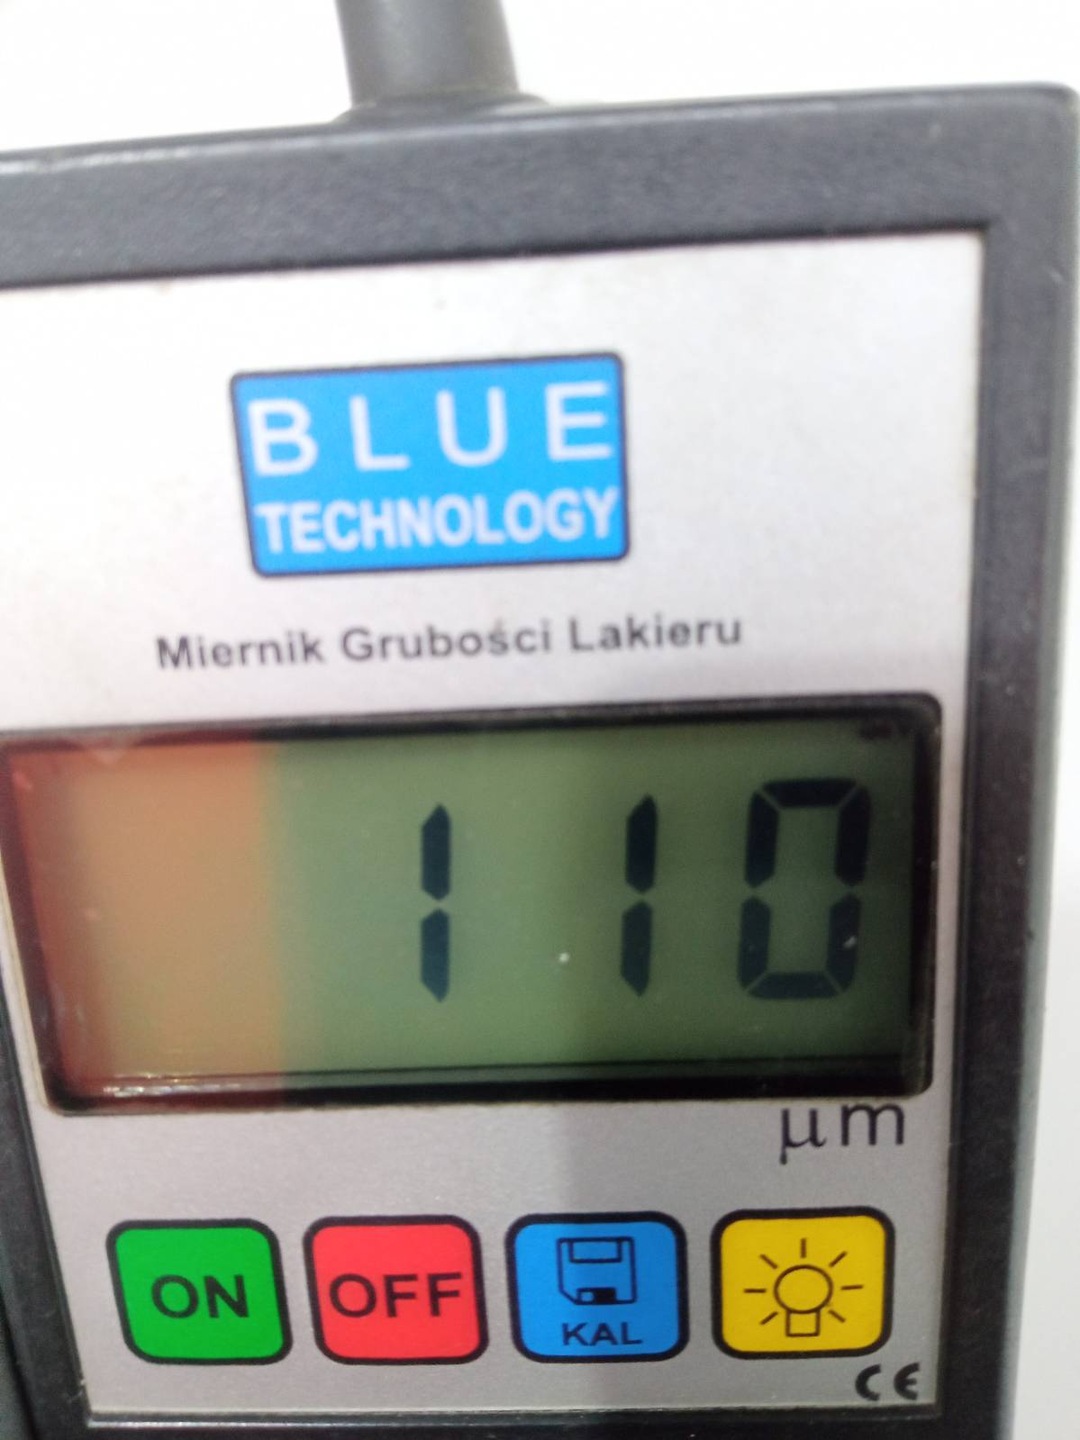 BLUE
TECHNOLOGY
Miernik Grubości Lakieru
110
µm
ON OFF KAL
CE